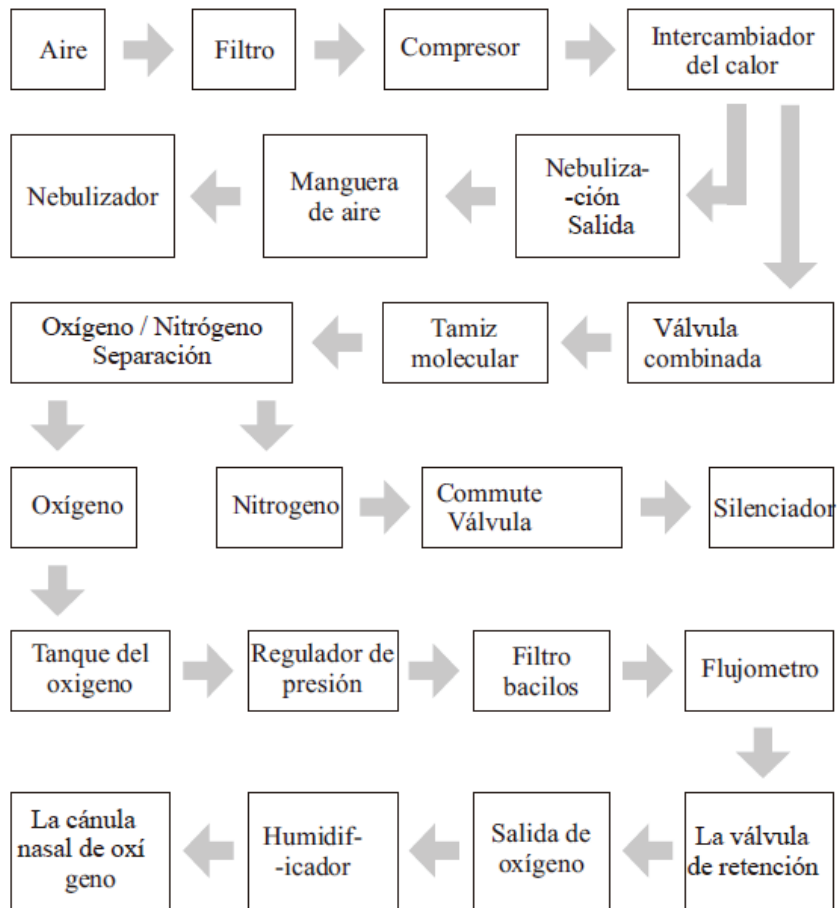 Aire
Filtro
Compresor
Intercambiador
del calor
Nebulizador
Manguera
de aire
Nebuliza-
-ción
Salida
Oxígeno / Nitrógeno
Separación
Tamiz
molecular
Válvula
combinada
Oxígeno
Nitrogeno
Commute
Válvula
Silenciador
Tanque del
oxigeno
Regulador de
presión
Filtro
bacilos
Flujometro
La cánula
nasal de oxí
geno
Humidif-
-icador
Salida de
oxígeno
La válvula
de retención